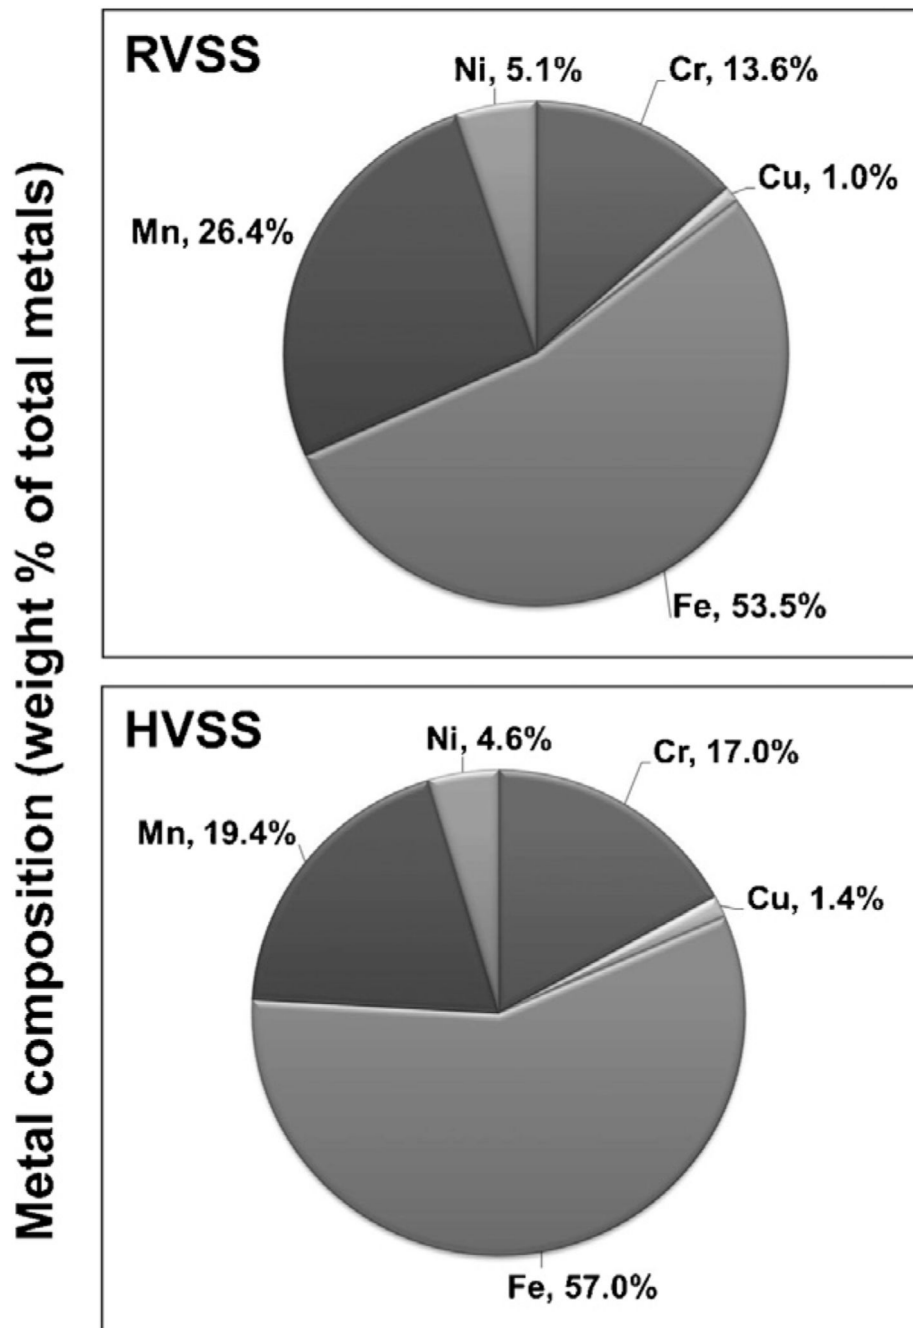 Metal composition (weight % of total metals)
RVSS
Ni, 5.1%
Cr, 13.6%
Cu, 1.0%
Mn, 26.4%
Fe, 53.5%
HVSS
Ni, 4.6%
Cr, 17.0%
Mn, 19.4%
Cu, 1.4%
Fe, 57.0%